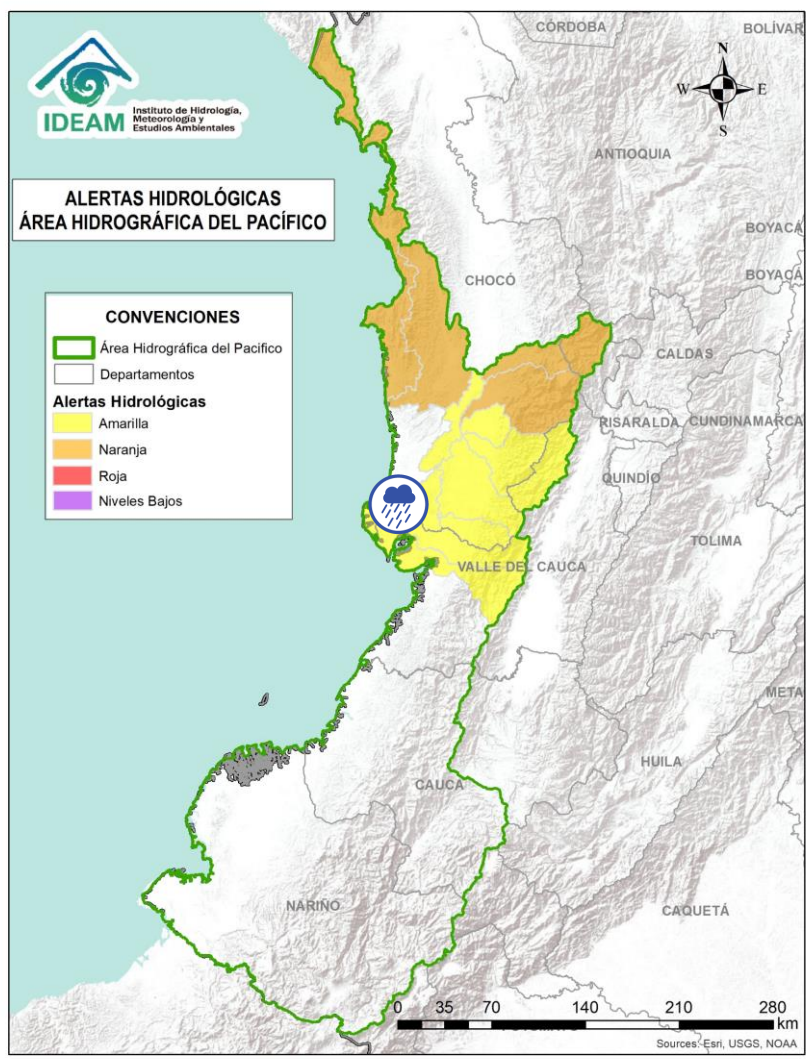 IDEAM
Instituto de Hidrología,
Meteorología y
Estudios Ambientales
ALERTAS HIDROLÓGICAS
ÁREA HIDROGRÁFICA DEL PACÍFICO
CONVENCIONES
Área Hidrográfica del Pacifico
Departamentos
Alertas Hidrológicas
Amarilla
Naranja
Roja
Niveles Bajos
N
W
E
S
CÓRDOBA
BOLÍVAR
ANTIOQUIA
BOYACÁ
BOYACÁ
CHOCÓ
CALDAS
RISARALDA
CUNDINAMARCA
QUINDÍO
TOLIMA
VALLE DEL CAUCA
META
HUILA
CAUCA
NARIÑO
CAQUETÁ
0 35 70 140 210 280
km
Sources: Esri, USGS, NOAA